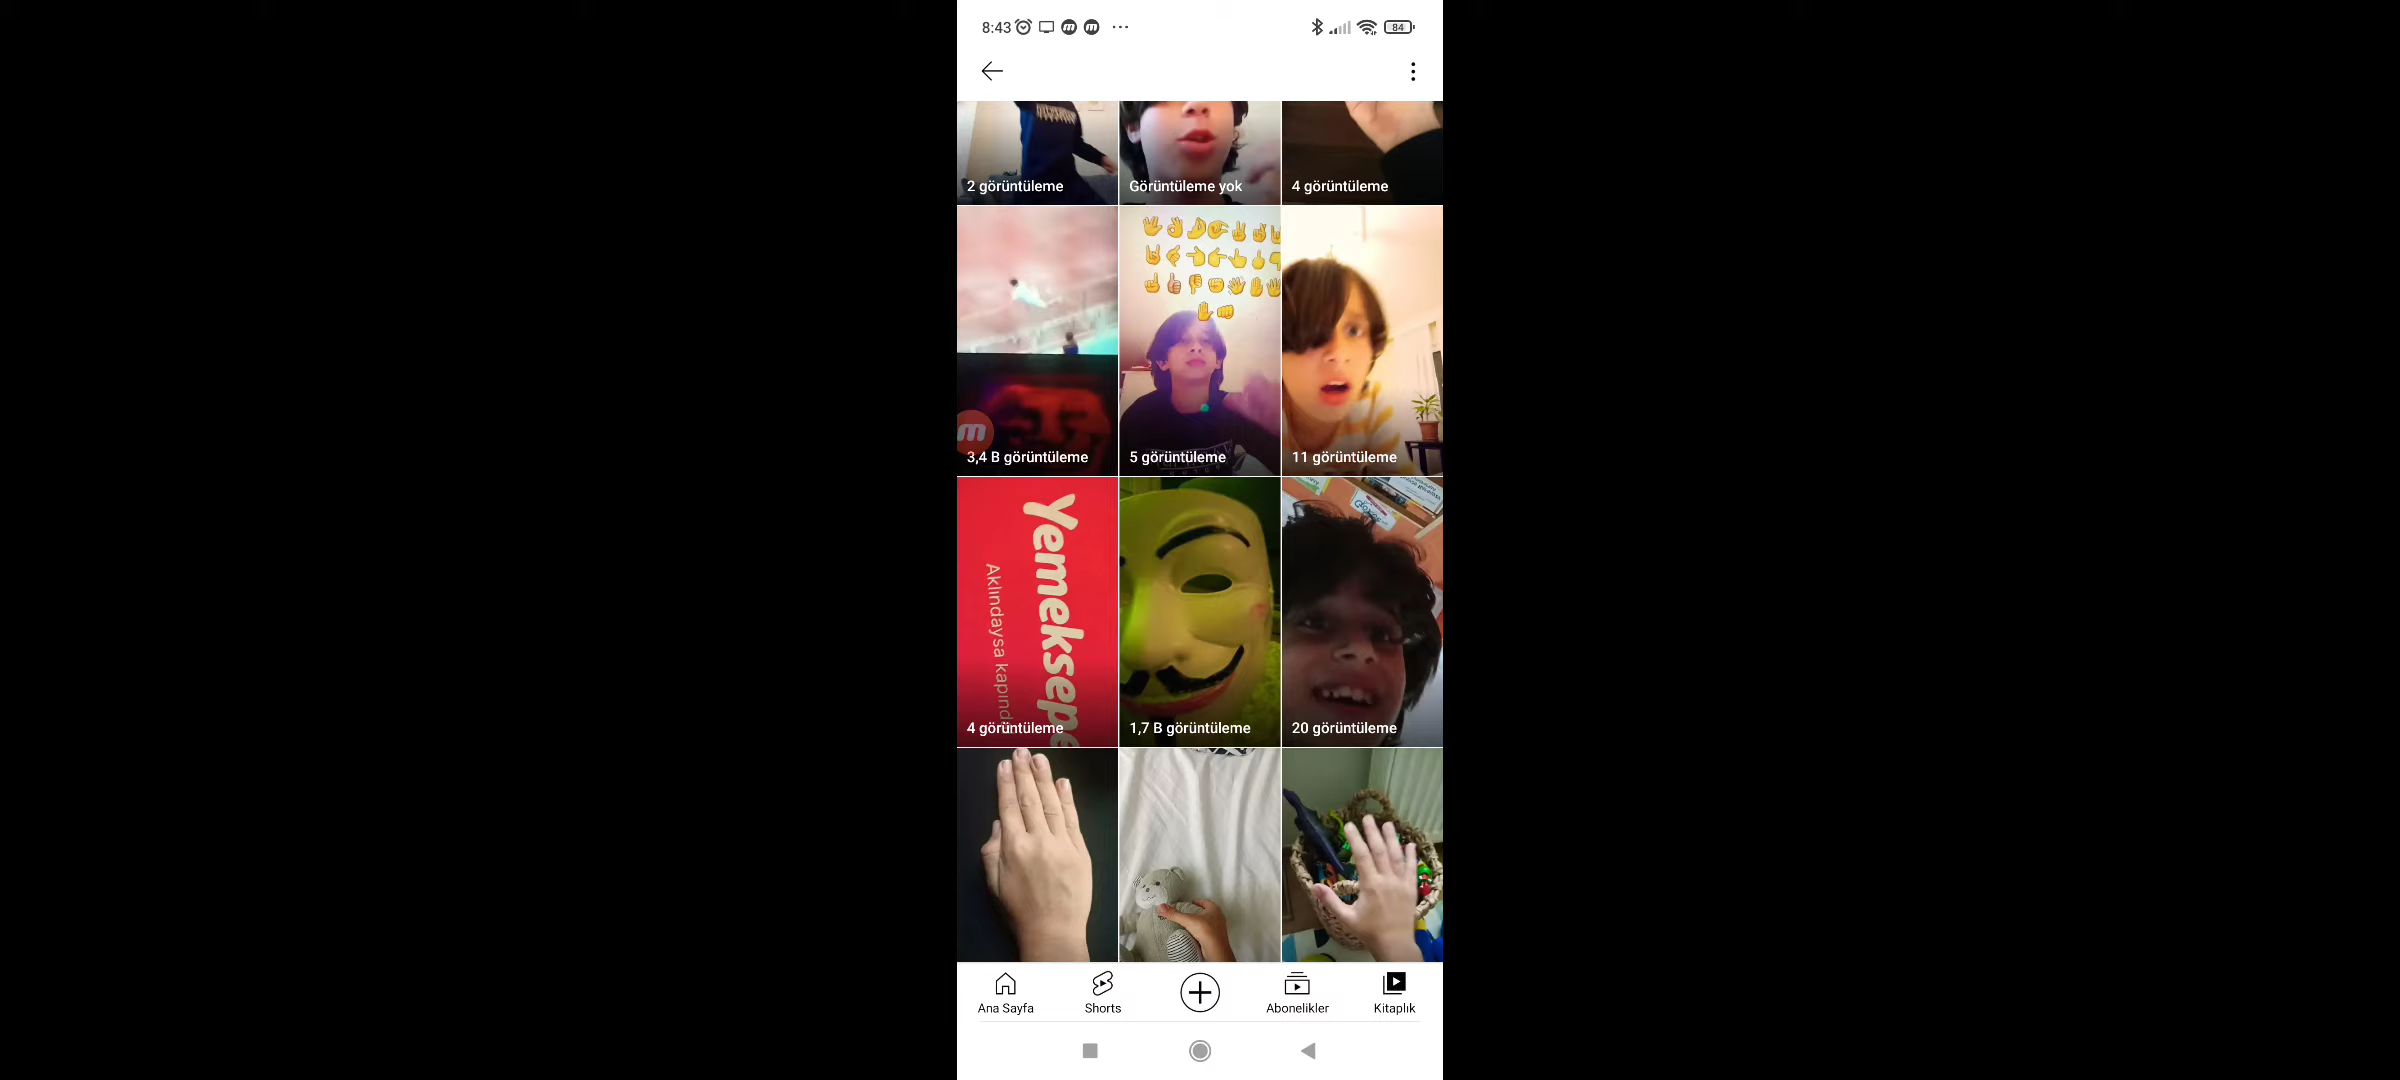 8:43
84
2 görüntüleme
Görüntüleme yok
4 görüntüleme
3,4 B görüntüleme
5 görüntüleme
11 görüntüleme
Yemeksepe
Aklındaysa kapınd
4 görüntüleme
1,7 B görüntüleme
20 görüntüleme
Ana Sayfa
Shorts
Abonelikler
Kitaplık